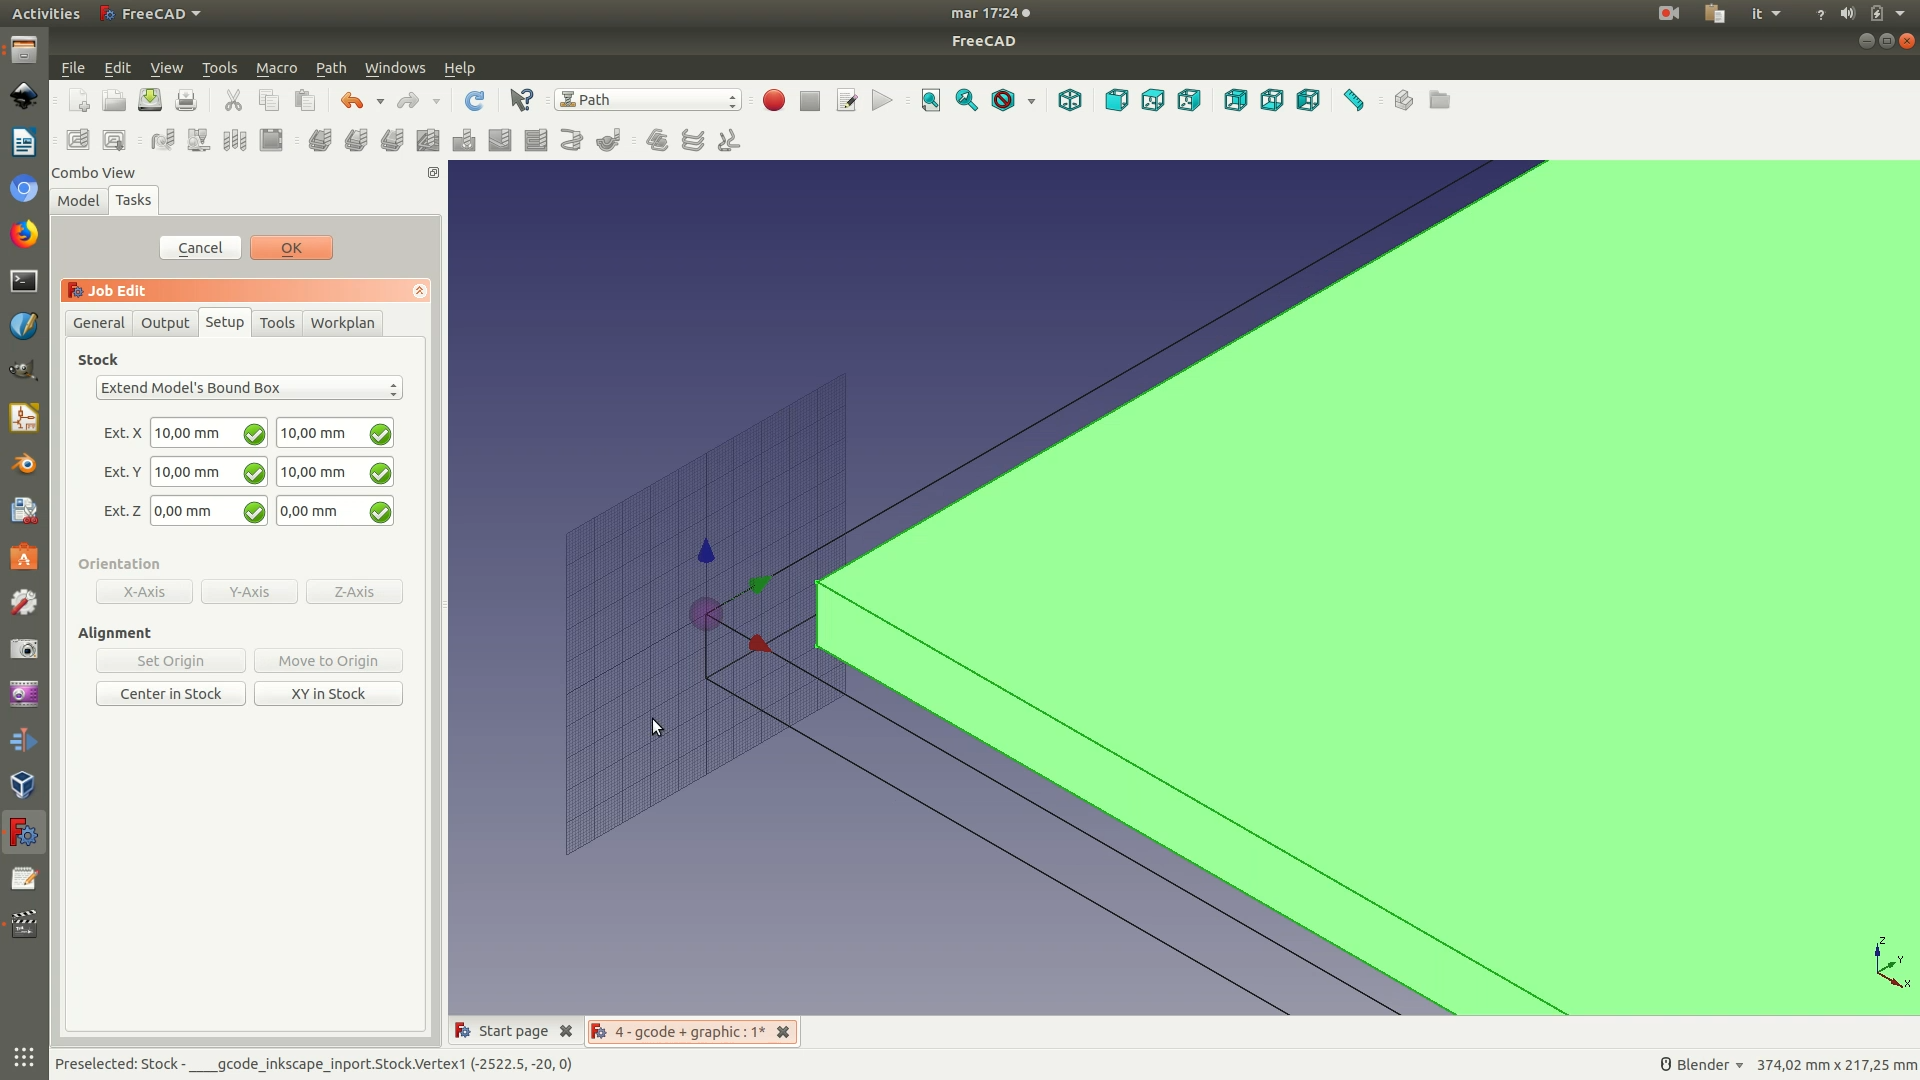 Activities FreeCAD mar 17:24 it ?
FreeCAD
File Edit View Tools Macro Path Windows Help
Path
Combo View
Model Tasks
Cancel OK
Job Edit
General Output Setup Tools Workplan
Stock
Extend Model's Bound Box
Ext. X 10,00 mm 10,00 mm
Ext. Y 10,00 mm 10,00 mm
Ext. Z 0,00 mm 0,00 mm
Orientation
X-Axis Y-Axis Z-Axis
Alignment
Set Origin Move to Origin
Center in Stock XY in Stock
Z
Y
X
Start page 4 - gcode + graphic : 1*
Preselected: Stock - ____gcode_inkscape_inport.Stock.Vertex1 (-2522.5, -20, 0) Blender 374,02 mm x 217,25 mm